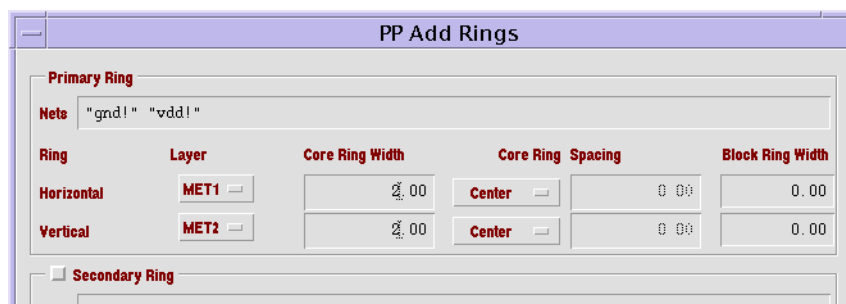 PP Add Rings
Primary Ring
Nets "gnd!" "vdd!"
Ring Layer Core Ring Width Core Ring Spacing Block Ring Width
Horizontal MET1 2.00 Center 0 00 0.00
Vertical MET2 2.00 Center 0 00 0.00
Secondary Ring